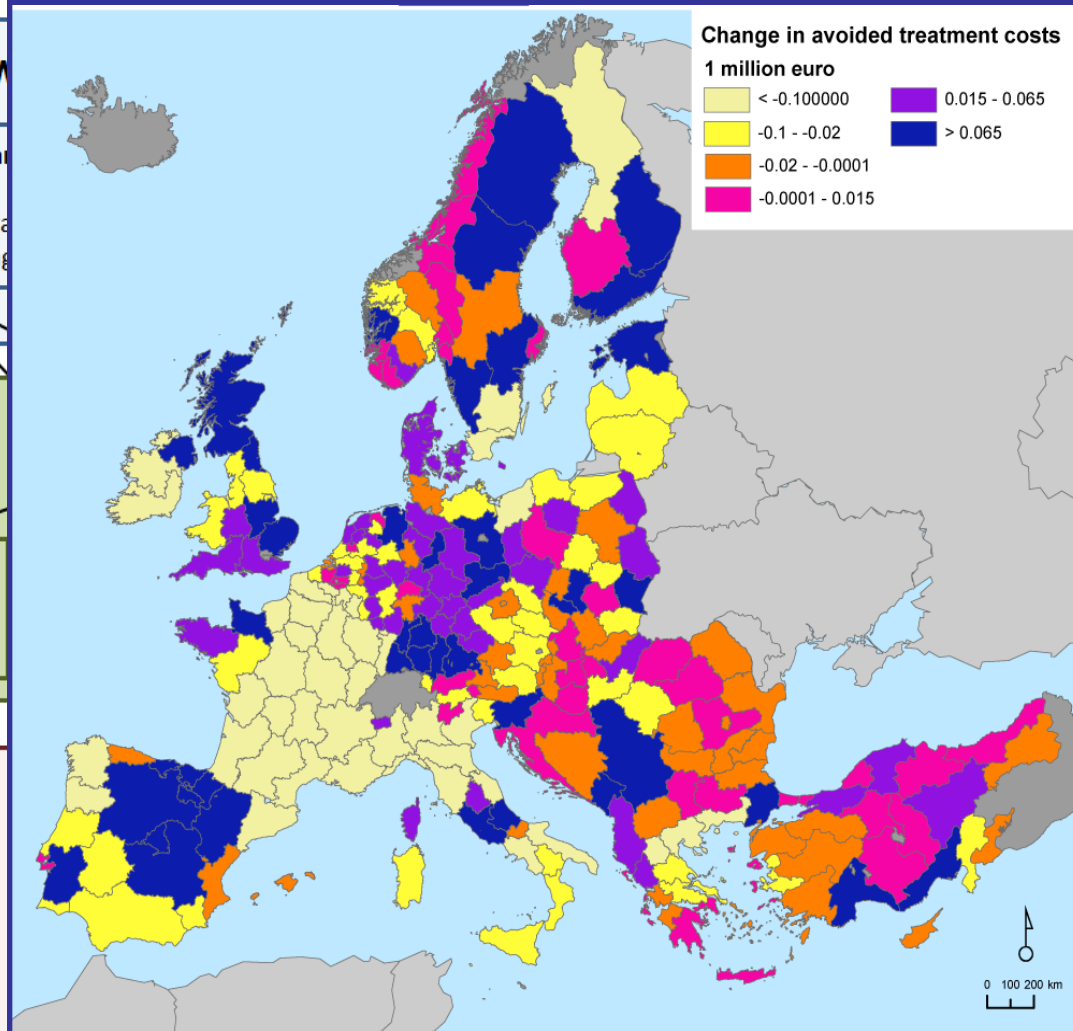 Change in avoided treatment costs
1 million euro
< -0.100000
-0.1 - -0.02
-0.02 - -0.0001
-0.0001 - 0.015
0.015 - 0.065
> 0.065
0 100 200 km